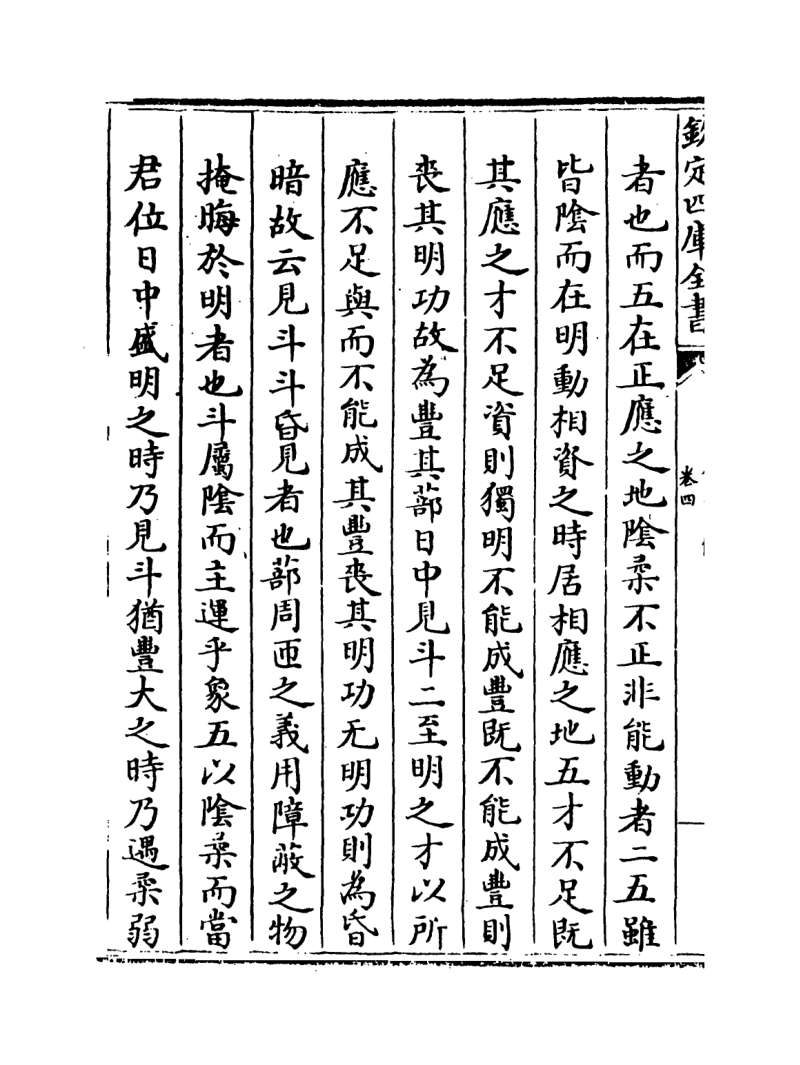 欽定四庫全書
卷四
者也而五在正應之地陰柔不正非能動者二五雖
皆陰而在明動相資之時居相應之地五才不足既
其應之才不足資則獨明不能成豐既不能成豐則
喪其明功故為豐其蔀日中見斗二至明之才以所
應不足與而不能成其豐喪其明功无明功則為昏
暗故云見斗斗昏見者也蔀周匝之義用障蔽之物
掩晦於明者也斗屬陰而主運乎象五以陰柔而當
君位日中盛明之時乃見斗猶豐大之時乃遇柔弱